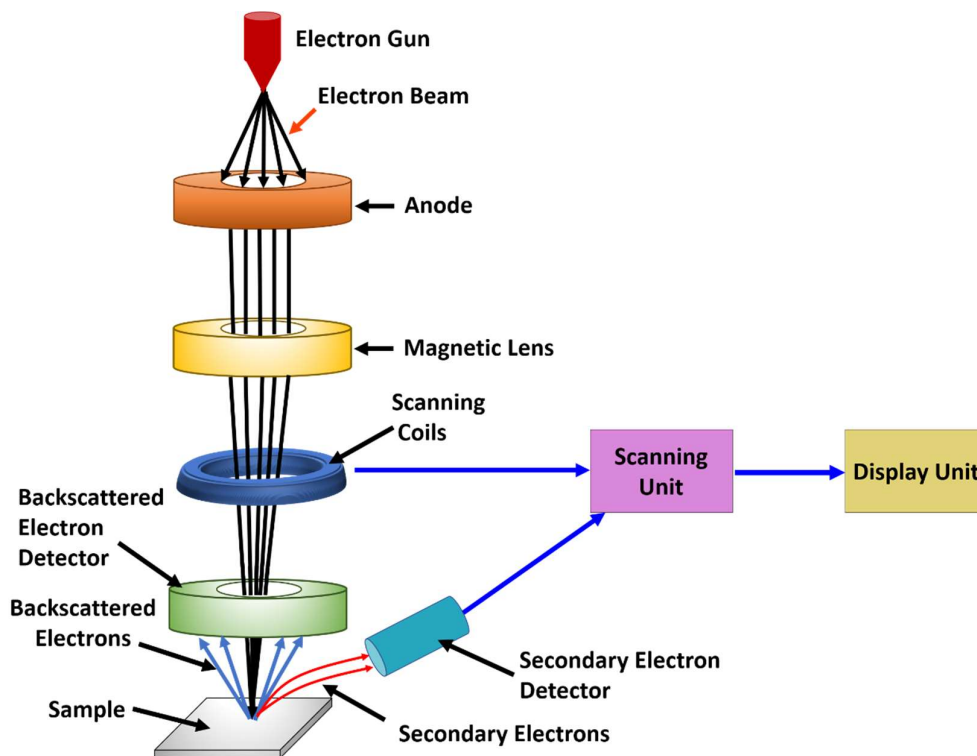 Electron Gun
Electron Beam
Anode
Magnetic Lens
Scanning
Coils
Scanning
Unit
Display Unit
Backscattered
Electron
Detector
Backscattered
Electrons
Secondary Electron
Detector
Sample
Secondary Electrons